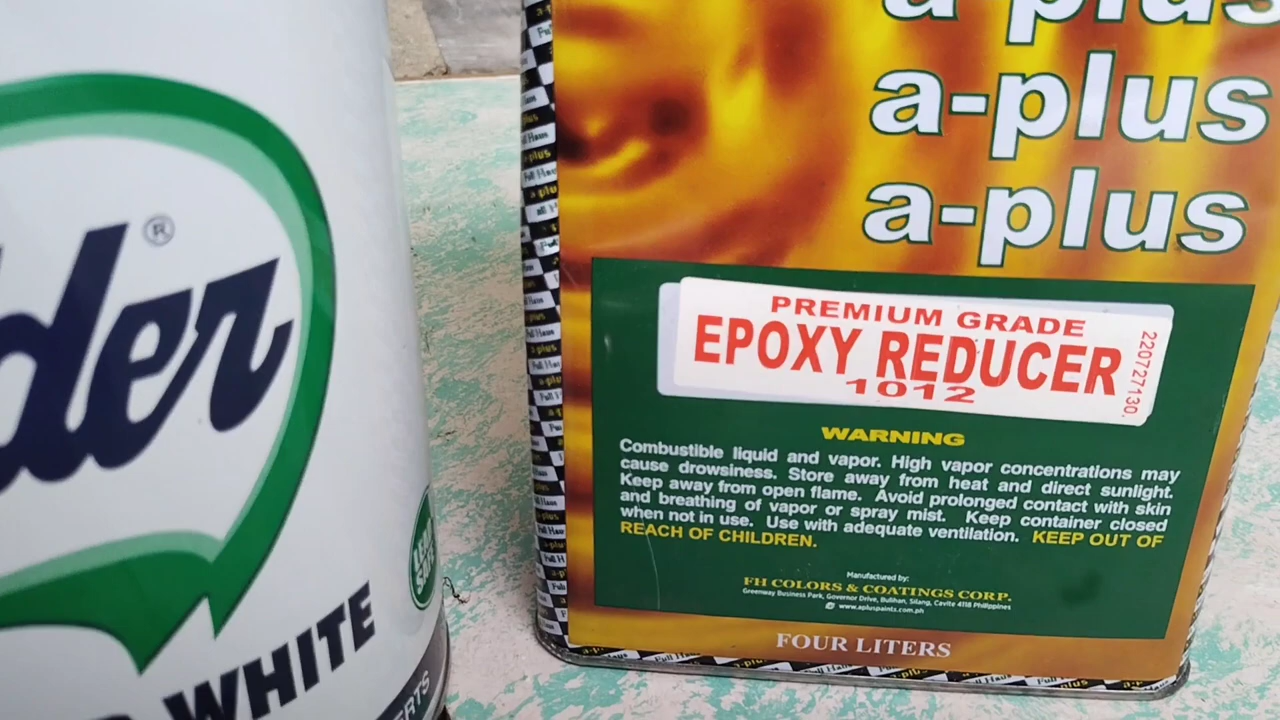 der
®
WHITE
a-plus
a-plus
a-plus
PREMIUM GRADE
EPOXY REDUCER
1012
220727130.
WARNING
Combustible liquid and vapor. High vapor concentrations may
cause drowsiness. Store away from heat and direct sunlight.
Keep away from open flame. Avoid prolonged contact with skin
and breathing of vapor or spray mist. Keep container closed
when not in use. Use with adequate ventilation. KEEP OUT OF
REACH OF CHILDREN.
Manufactured by:
FH COLORS & COATINGS CORP.
Greenway Business Park, Governor Drive, Bulihan, Silang, Cavite 4118 Philippines
www.apluspaints.com.ph
FOUR LITERS